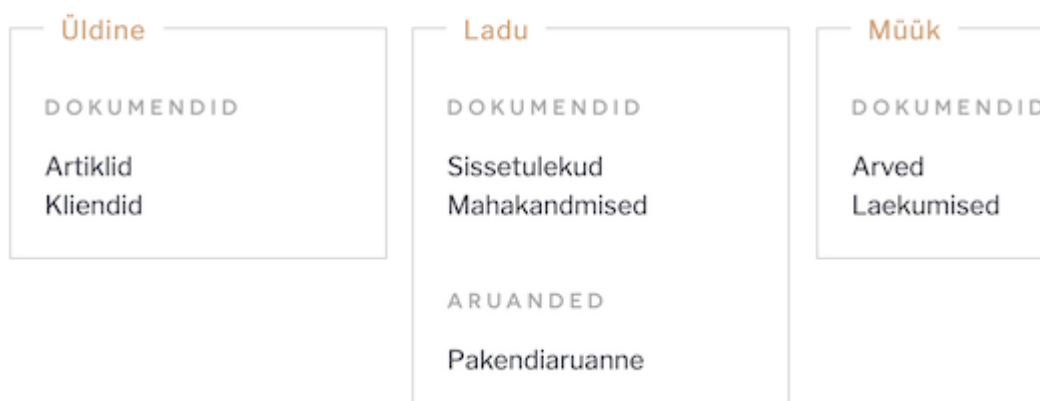 Üldine
DOKUMENDID
Artiklid
Kliendid
Ladu
DOKUMENDID
Sissetulekud
Mahakandmised
ARUANDED
Pakendiaruanne
Müük
DOKUMENDID
Arved
Laekumised